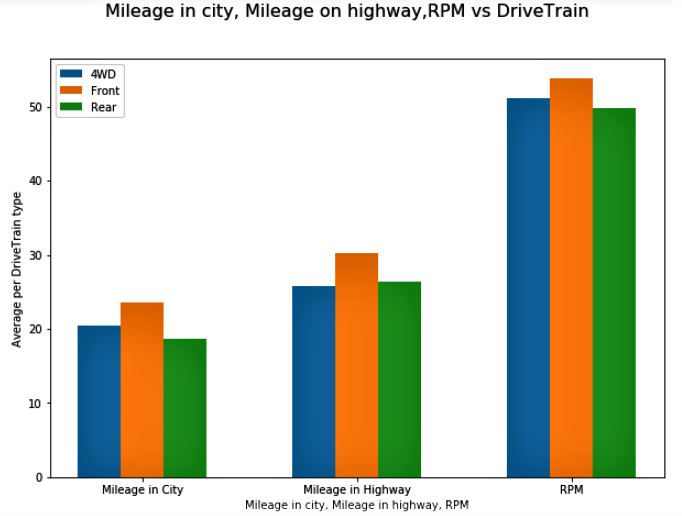 Mileage in city, Mileage on highway,RPM vs DriveTrain
4WD
Front
Rear
Average per DriveTrain type
50
40
30
20
10
0
Mileage in City
Mileage in Highway
RPM
Mileage in city, Mileage in highway, RPM